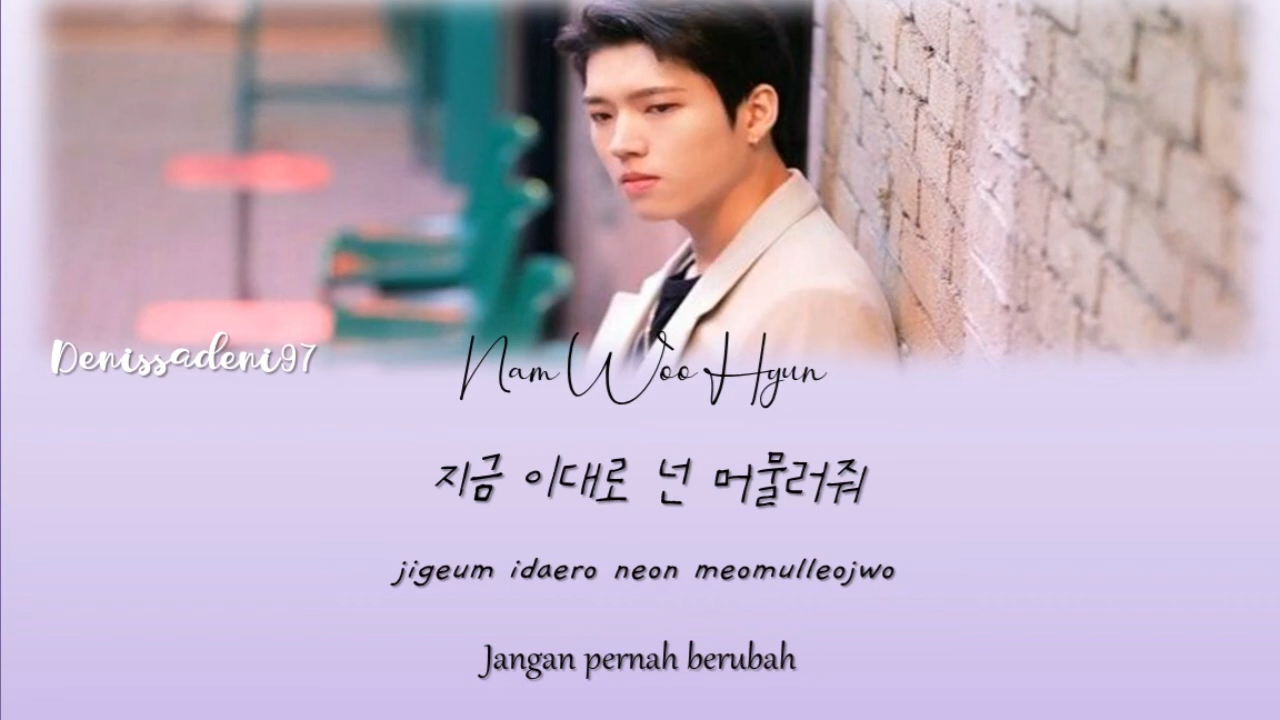 Denissadeni97
Nam Woo Hyun
지금 이대로 넌 머물러줘
jigeum idaero neon meomulleojwo
Jangan pernah berubah